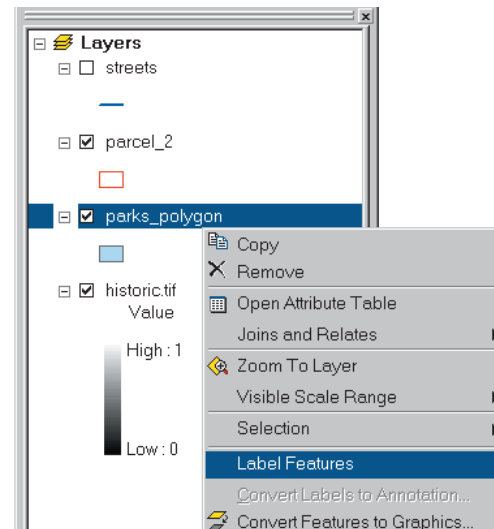 Layers
streets
parcel_2
parks_polygon
historic.tif
Value
High : 1
Low : 0
Copy
Remove
Open Attribute Table
Joins and Relates
Zoom To Layer
Visible Scale Range
Selection
Label Features
Convert Labels to Annotation...
Convert Features to Graphics...